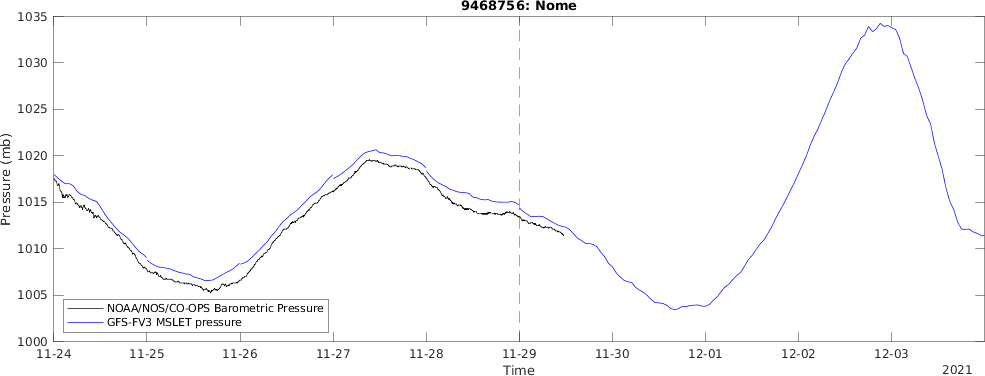 9468756: Nome
Pressure (mb)
1035
1030
1025
1020
1015
1010
1005
1000
NOAA/NOS/CO-OPS Barometric Pressure
GFS-FV3 MSLET pressure
11-24 11-25 11-26 11-27 11-28 11-29 11-30 12-01 12-02 12-03
Time
2021